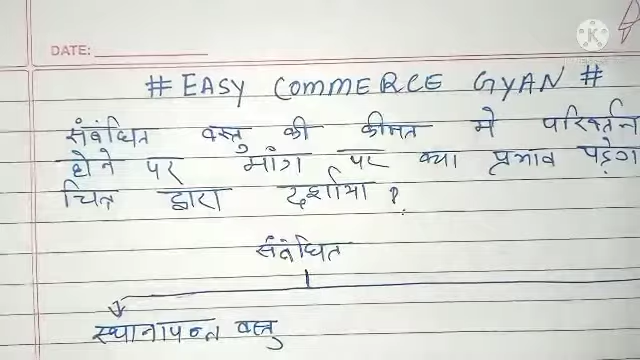 DATE:
# EASY COMMERCE GYAN #
संबंधित वस्तु की कीमत मे परिवर्तन
होने पर माँग पर क्या प्रभाव पड़ेगा
चित्र द्वारा दर्शाया ?
संबंधित
स्थानापन्न वस्तु